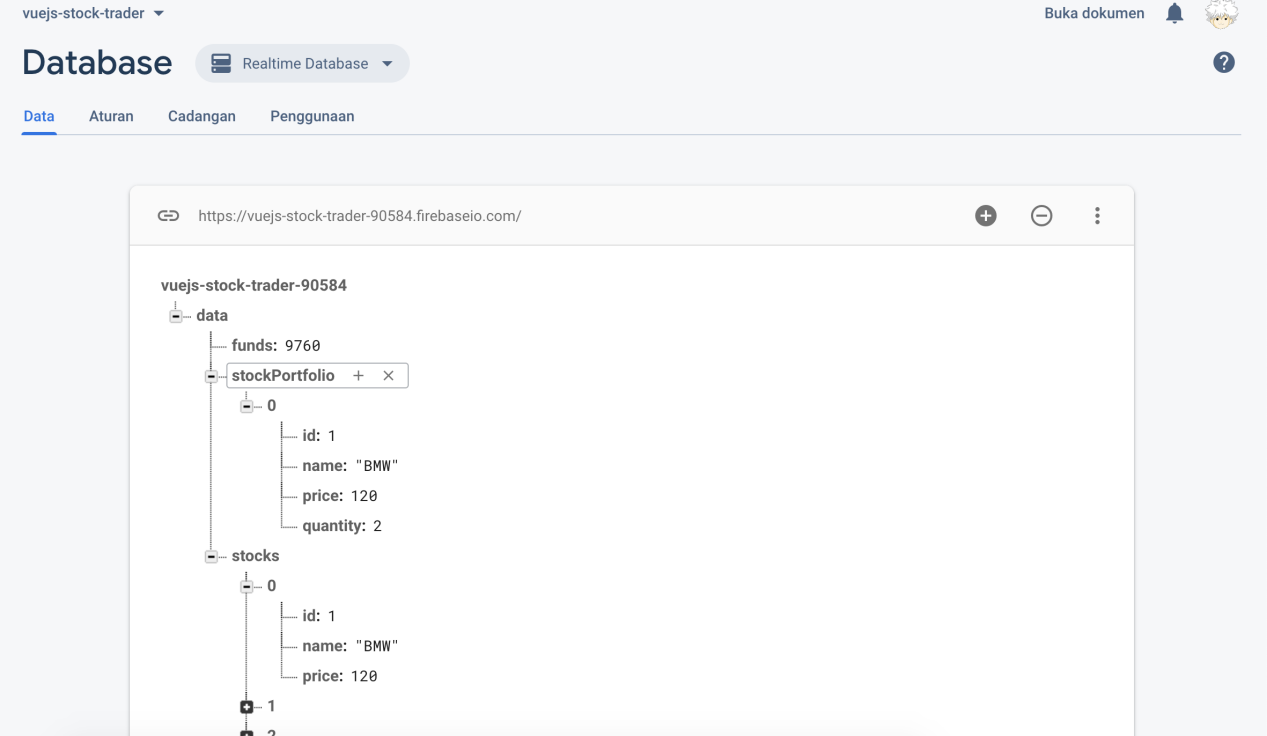 vuejs-stock-trader
Buka dokumen
Database
Realtime Database
Data Aturan Cadangan Penggunaan
https://vuejs-stock-trader-90584.firebaseio.com/
vuejs-stock-trader-90584
data
funds: 9760
stockPortfolio
0
id: 1
name: "BMW"
price: 120
quantity: 2
stocks
0
id: 1
name: "BMW"
price: 120
1
2